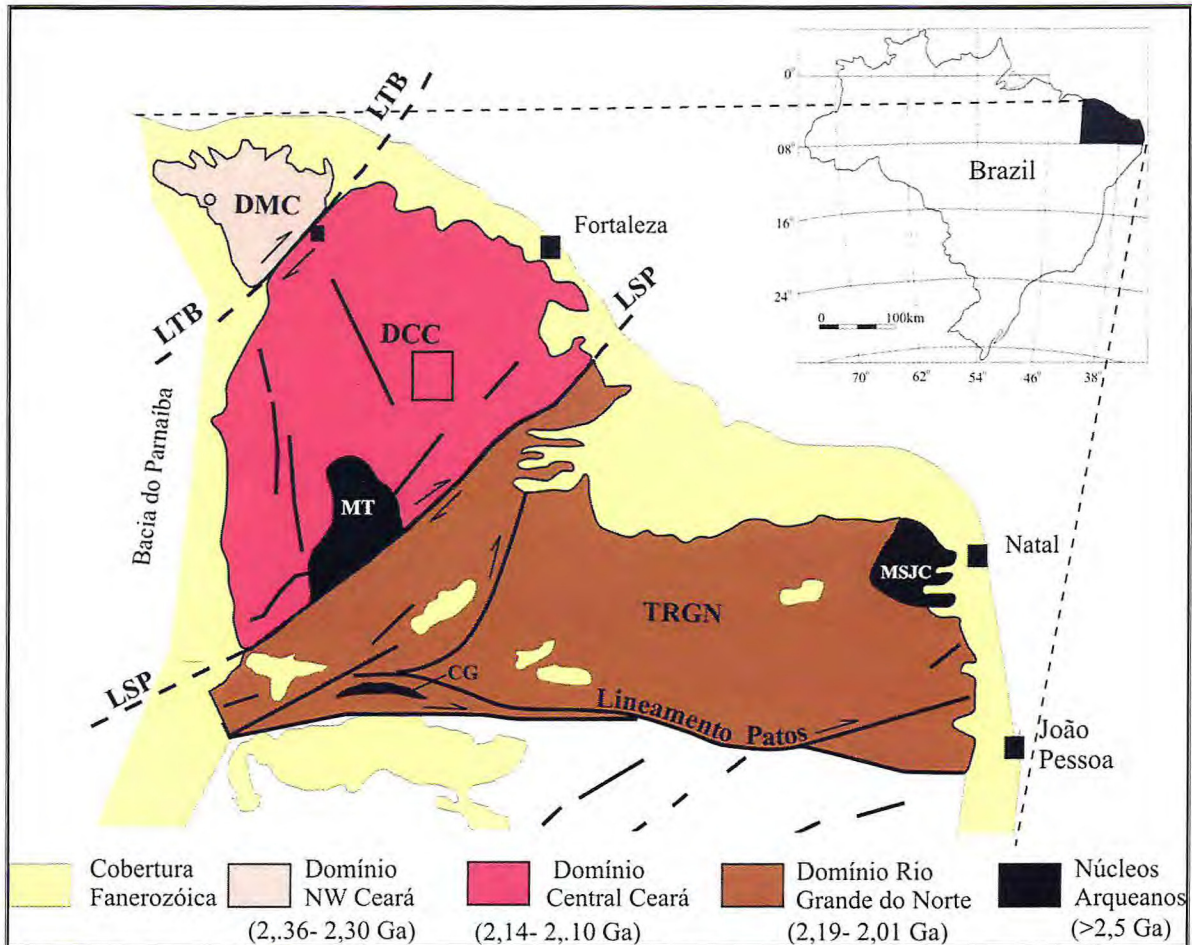 LTB
DMC
Fortaleza
LSP
LTB
DCC
Bacia do Parnaíba
MT
Natal
MSJC
TRGN
CG
LSP
Lineamento Patos
João
Pessoa
0°
08°
Brazil
16°
24°
0 100km
70° 62° 54° 46° 38°
Cobertura
Fanerozóica
Domínio
NW Ceará
(2,.36- 2,30 Ga)
Domínio
Central Ceará
(2,14- 2,.10 Ga)
Domínio Rio
Grande do Norte
(2,19- 2,01 Ga)
Núcleos
Arqueanos
(>2,5 Ga)